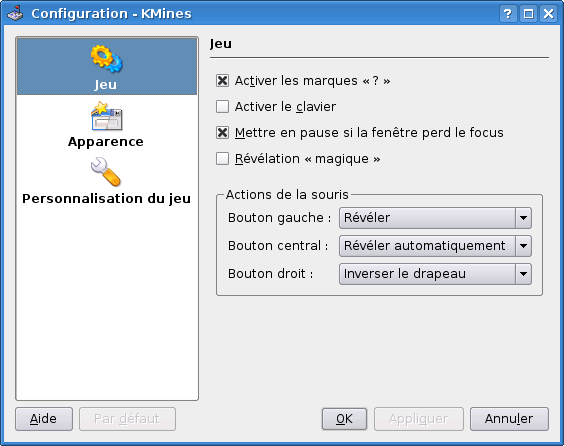 Configuration - KMines
Jeu
Apparence
Personnalisation du jeu
Jeu
Activer les marques « ? »
Activer le clavier
Mettre en pause si la fenêtre perd le focus
Révélation « magique »
Actions de la souris
Bouton gauche : Révéler
Bouton central : Révéler automatiquement
Bouton droit : Inverser le drapeau
Aide Par défaut OK Appliquer Annuler